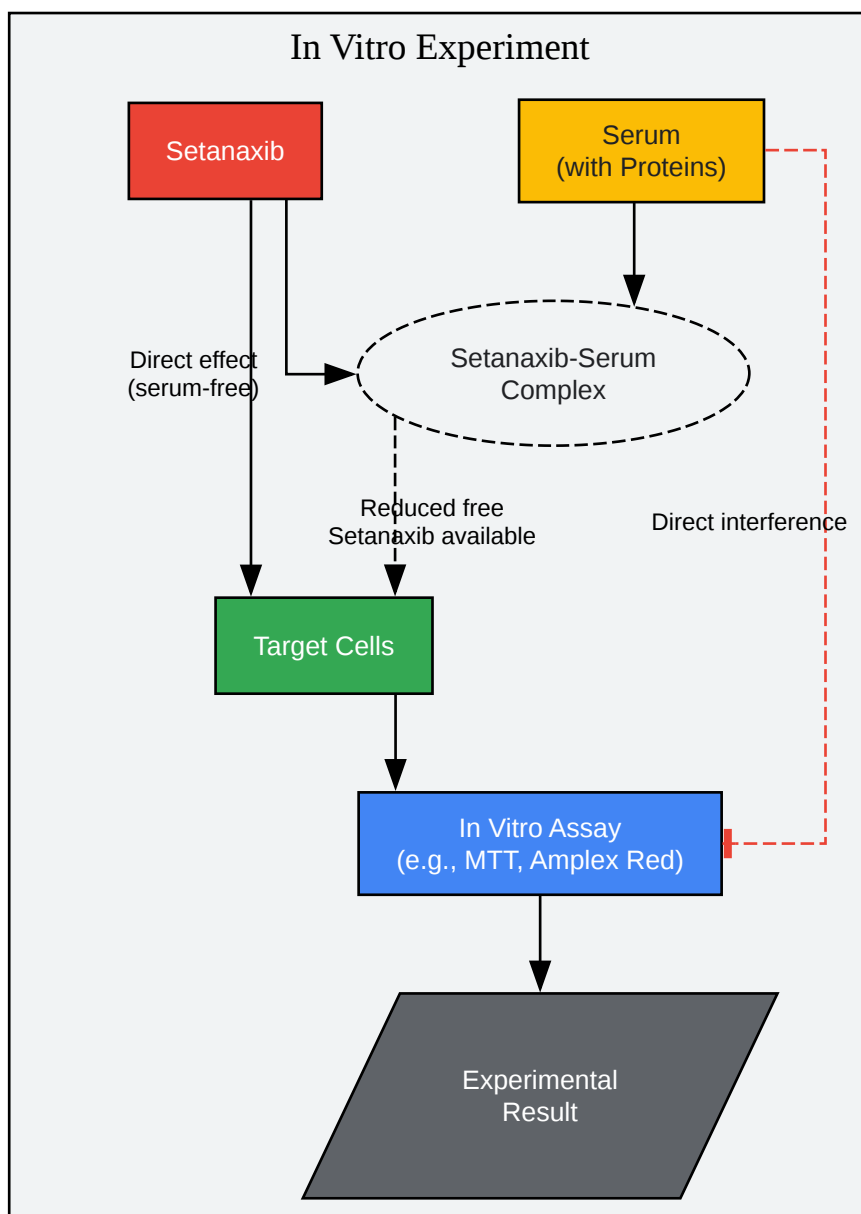 In Vitro Experiment
Setanaxib
Serum
(with Proteins)
Direct effect
(serum-free)
Setanaxib-Serum
Complex
Reduced free
Setanaxib available
Direct interference
Target Cells
In Vitro Assay
(e.g., MTT, Amplex Red)
Experimental
Result